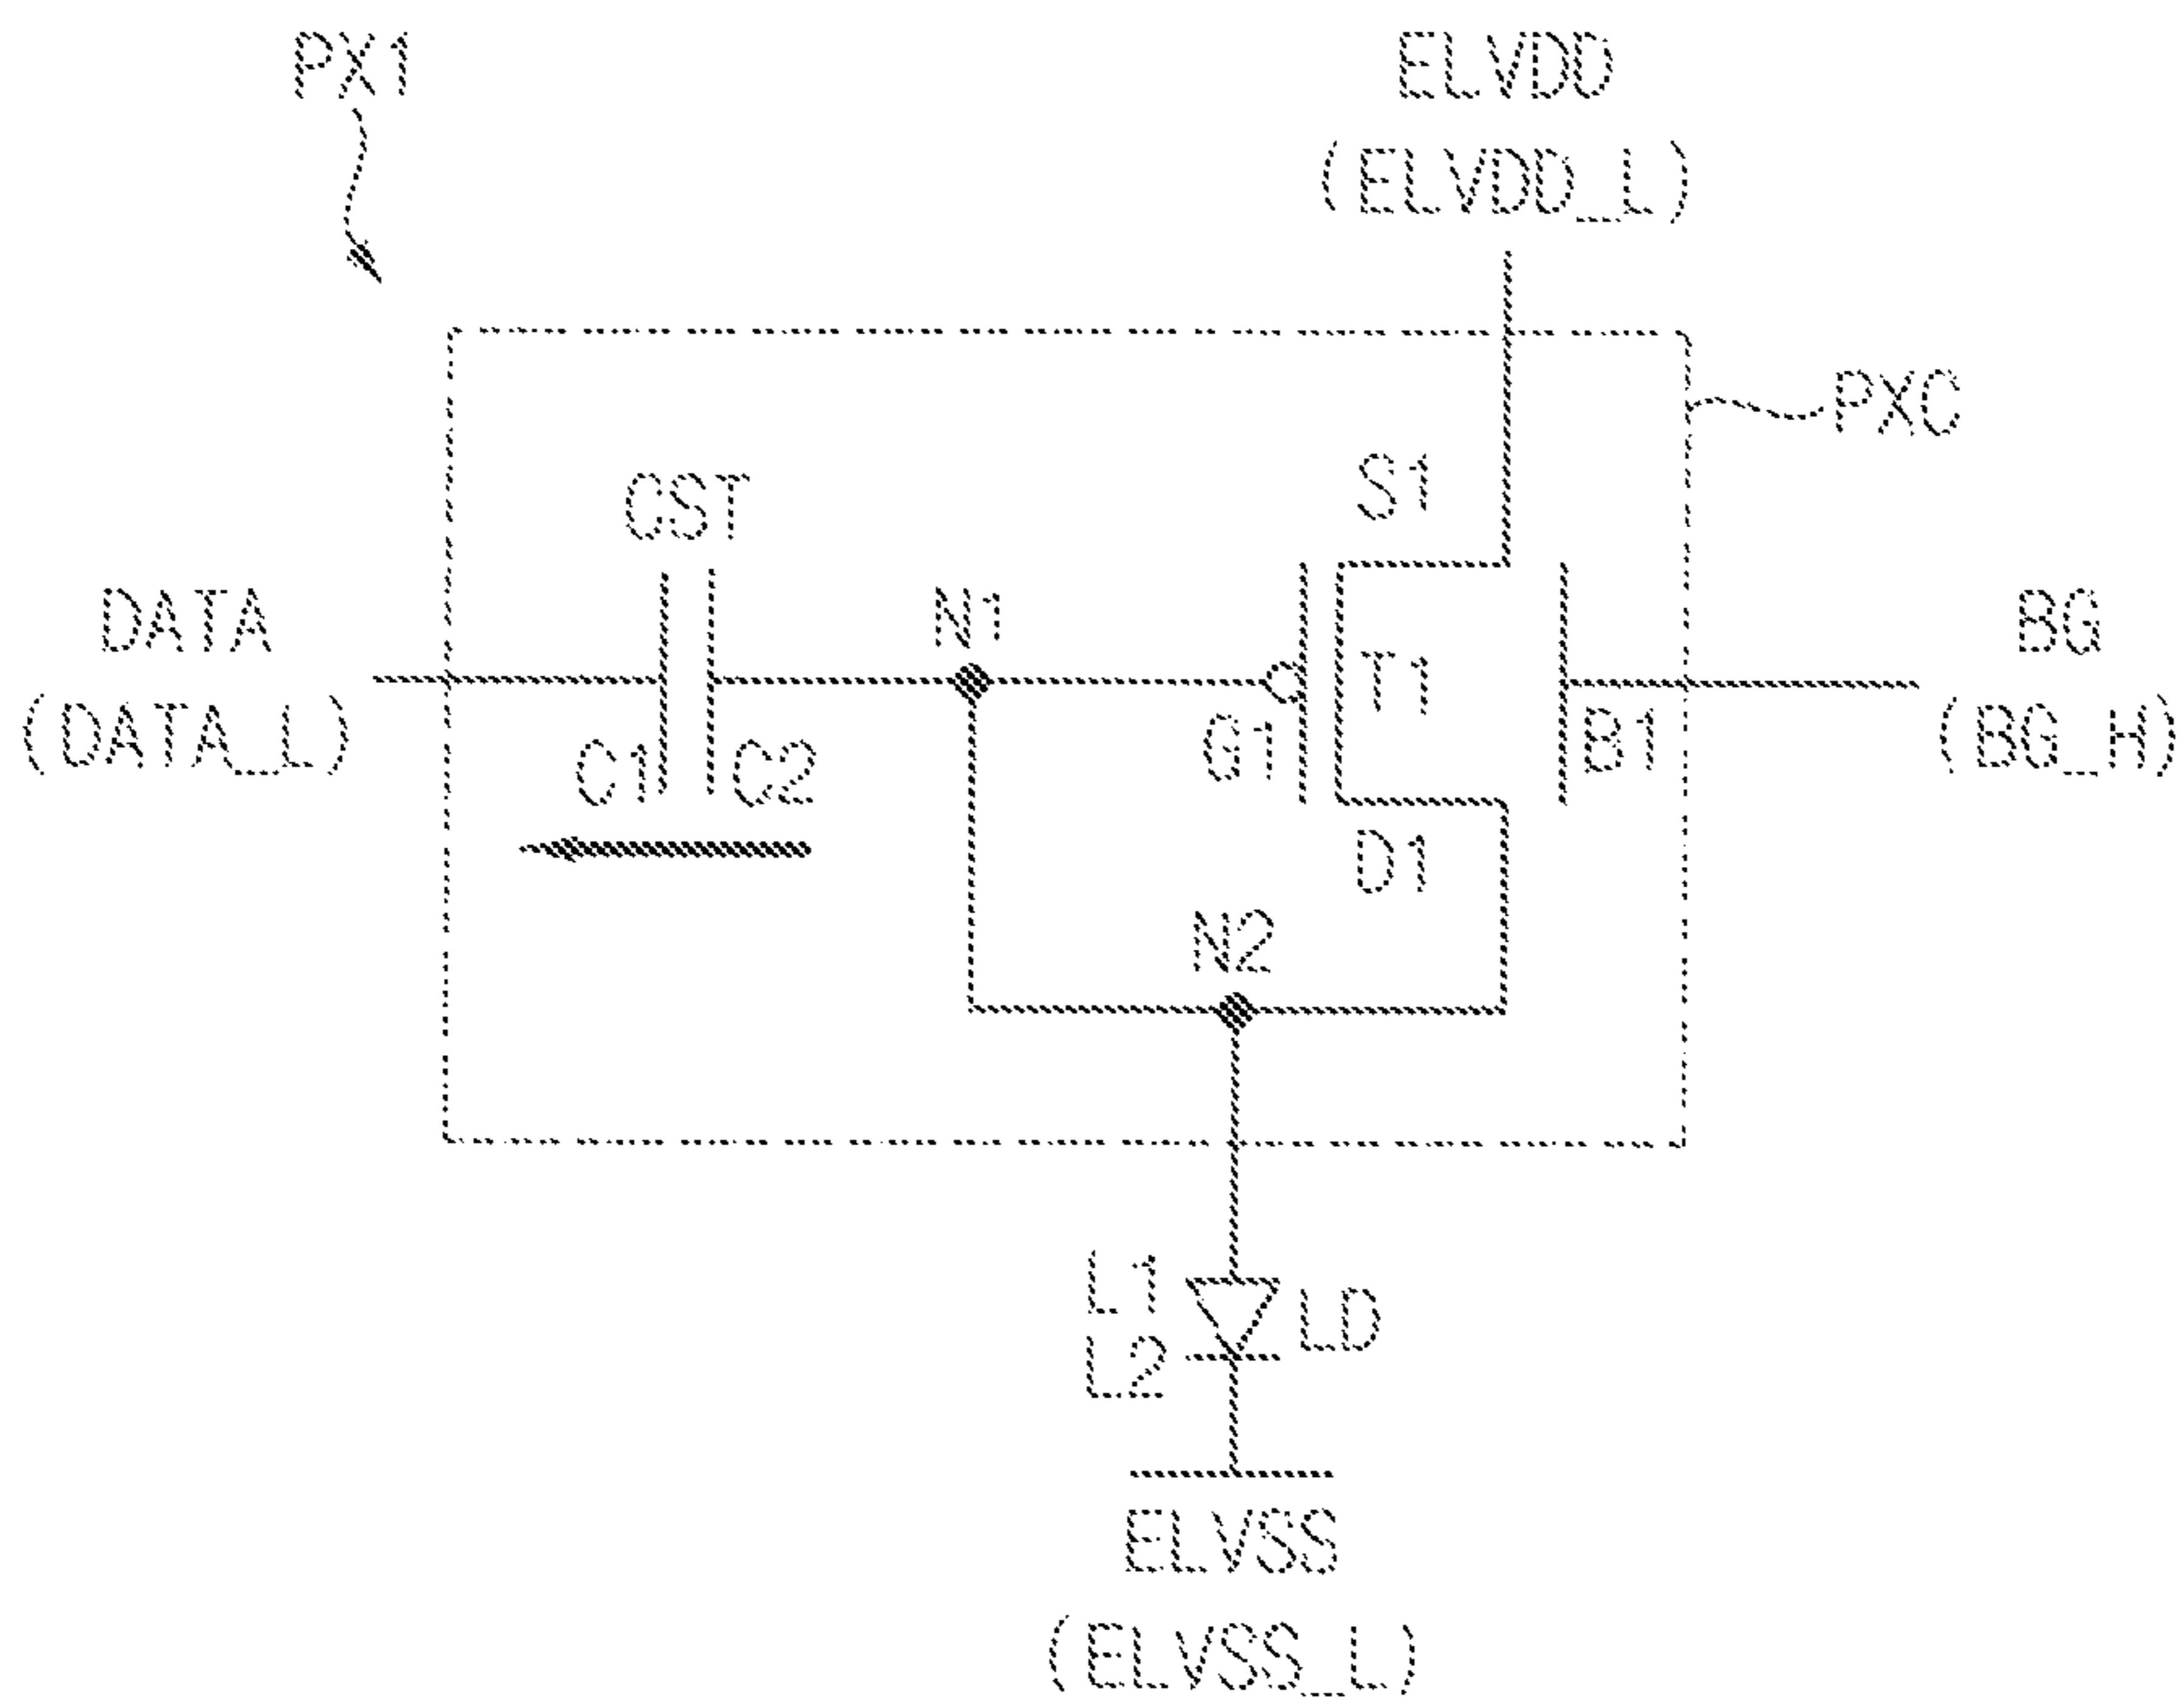 PX1
ELVDD
(ELVDD_L)
PXC
S1
CST
DATA
(DATA_L)
N1
T1
BG
(BG_H)
G1
B1
C1
C2
D1
N2
L1
LD
L2
ELVSS
(ELVSS_L)